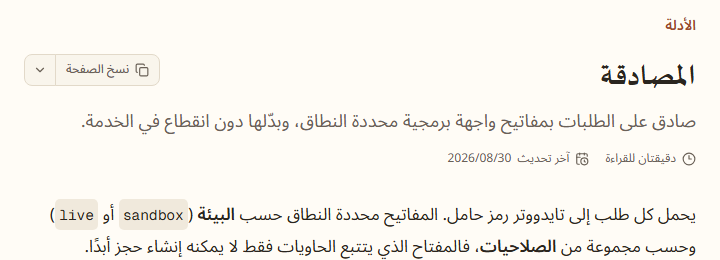 الأدلة
المصادقة
نسخ الصفحة
صادق على الطلبات بمفاتيح واجهة برمجية محددة النطاق، وبدّلها دون انقطاع في الخدمة.
دقيقتان للقراءة آخر تحديث 2026/08/30
يحمل كل طلب إلى تايدووتر رمز حامل. المفاتيح محددة النطاق حسب البيئة (sandbox أو live)
وحسب مجموعة من الصلاحيات، فالمفتاح الذي يتتبع الحاويات فقط لا يمكنه إنشاء حجز أبدًا.